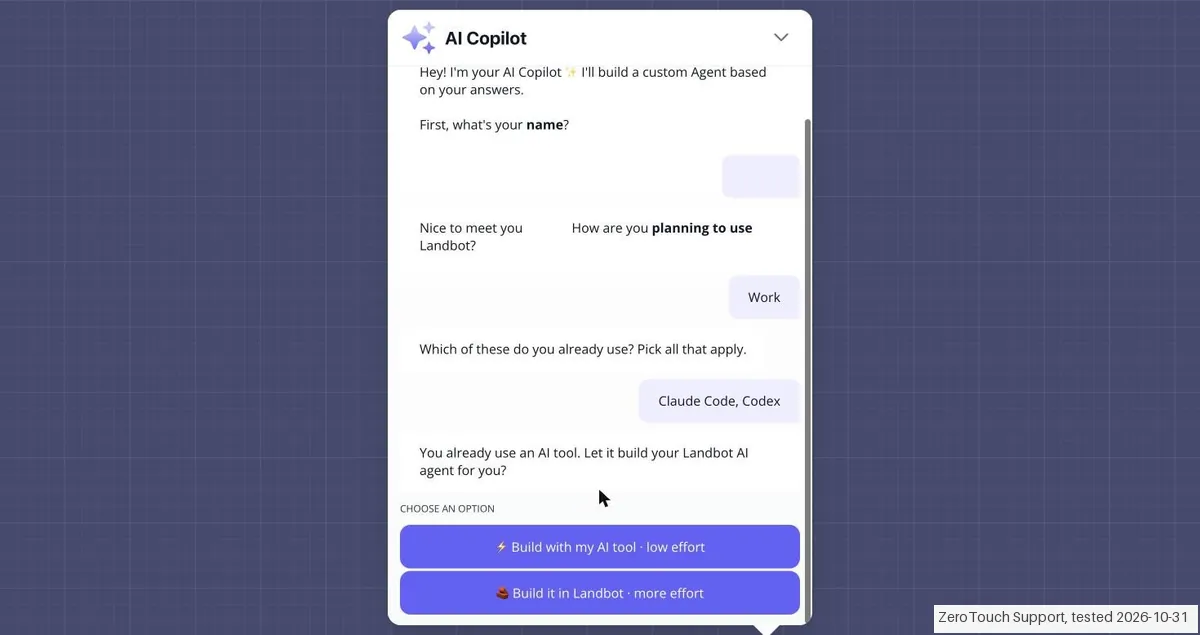 AI Copilot
Hey! I'm your AI Copilot ✨ I'll build a custom Agent based
on your answers.
First, what's your name?
Nice to meet you How are you planning to use
Landbot?
Work
Which of these do you already use? Pick all that apply.
Claude Code, Codex
You already use an AI tool. Let it build your Landbot AI
agent for you?
CHOOSE AN OPTION
⚡ Build with my AI tool · low effort
💩 Build it in Landbot · more effort
ZeroTouch Support, tested 2026-10-31